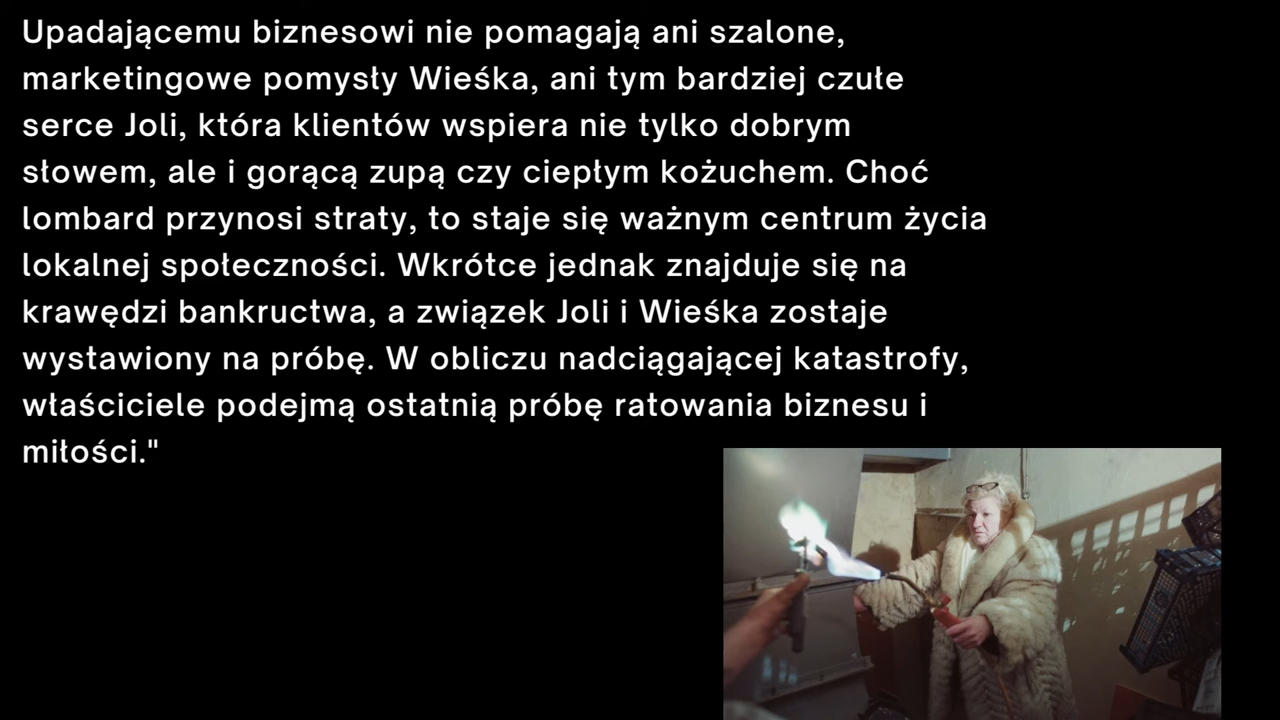 Upadającemu biznesowi nie pomagają ani szalone,
marketingowe pomysły Wieśka, ani tym bardziej czułe
serce Joli, która klientów wspiera nie tylko dobrym
słowem, ale i gorącą zupą czy ciepłym kożuchem. Choć
lombard przynosi straty, to staje się ważnym centrum życia
lokalnej społeczności. Wkrótce jednak znajduje się na
krawędzi bankructwa, a związek Joli i Wieśka zostaje
wystawiony na próbę. W obliczu nadciągającej katastrofy,
właściciele podejmą ostatnią próbę ratowania biznesu i
miłości."